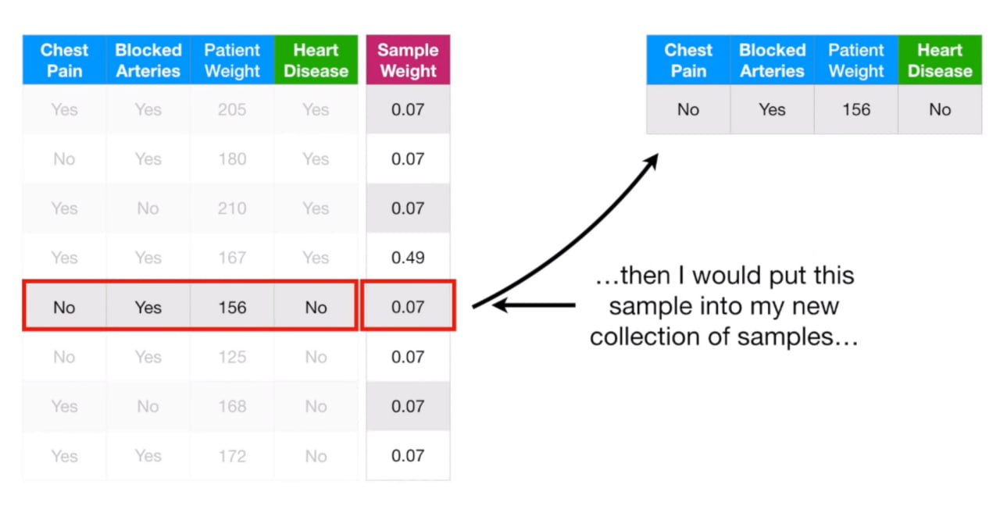 Chest Pain Blocked Arteries Patient Weight Heart Disease Sample Weight
Yes Yes 205 Yes 0.07
No Yes 180 Yes 0.07
Yes No 210 Yes 0.07
Yes Yes 167 Yes 0.49
No Yes 156 No 0.07
No Yes 125 No 0.07
Yes No 168 No 0.07
Yes Yes 172 No 0.07
Chest Pain Blocked Arteries Patient Weight Heart Disease
No Yes 156 No
…then I would put this
sample into my new
collection of samples…